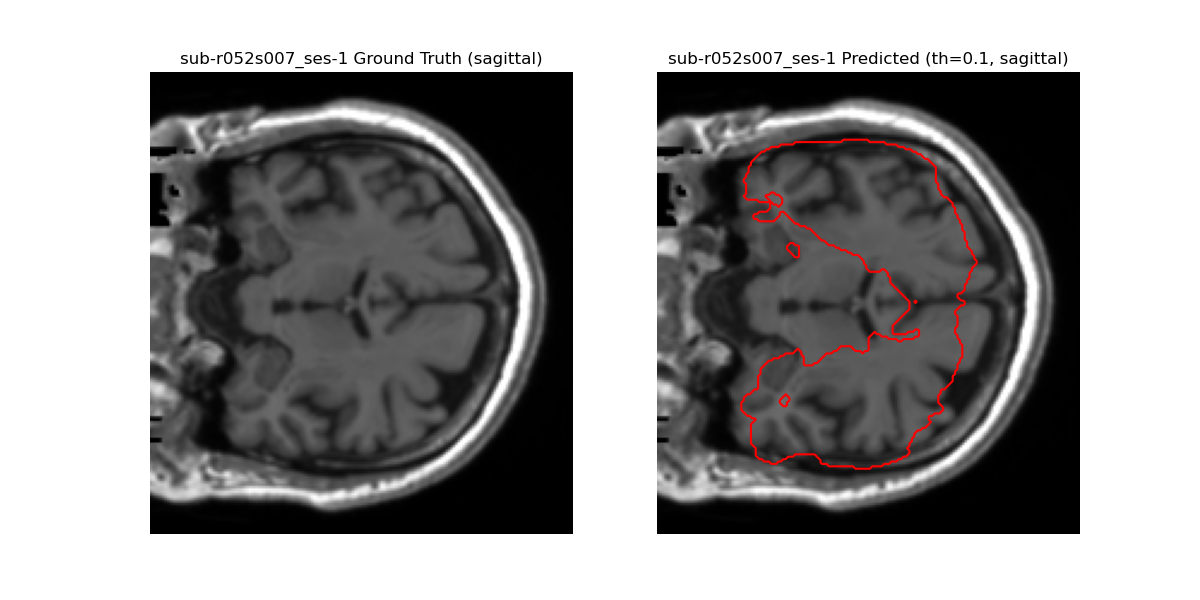 sub-r052s007_ses-1 Ground Truth (sagittal)
sub-r052s007_ses-1 Predicted (th=0.1, sagittal)